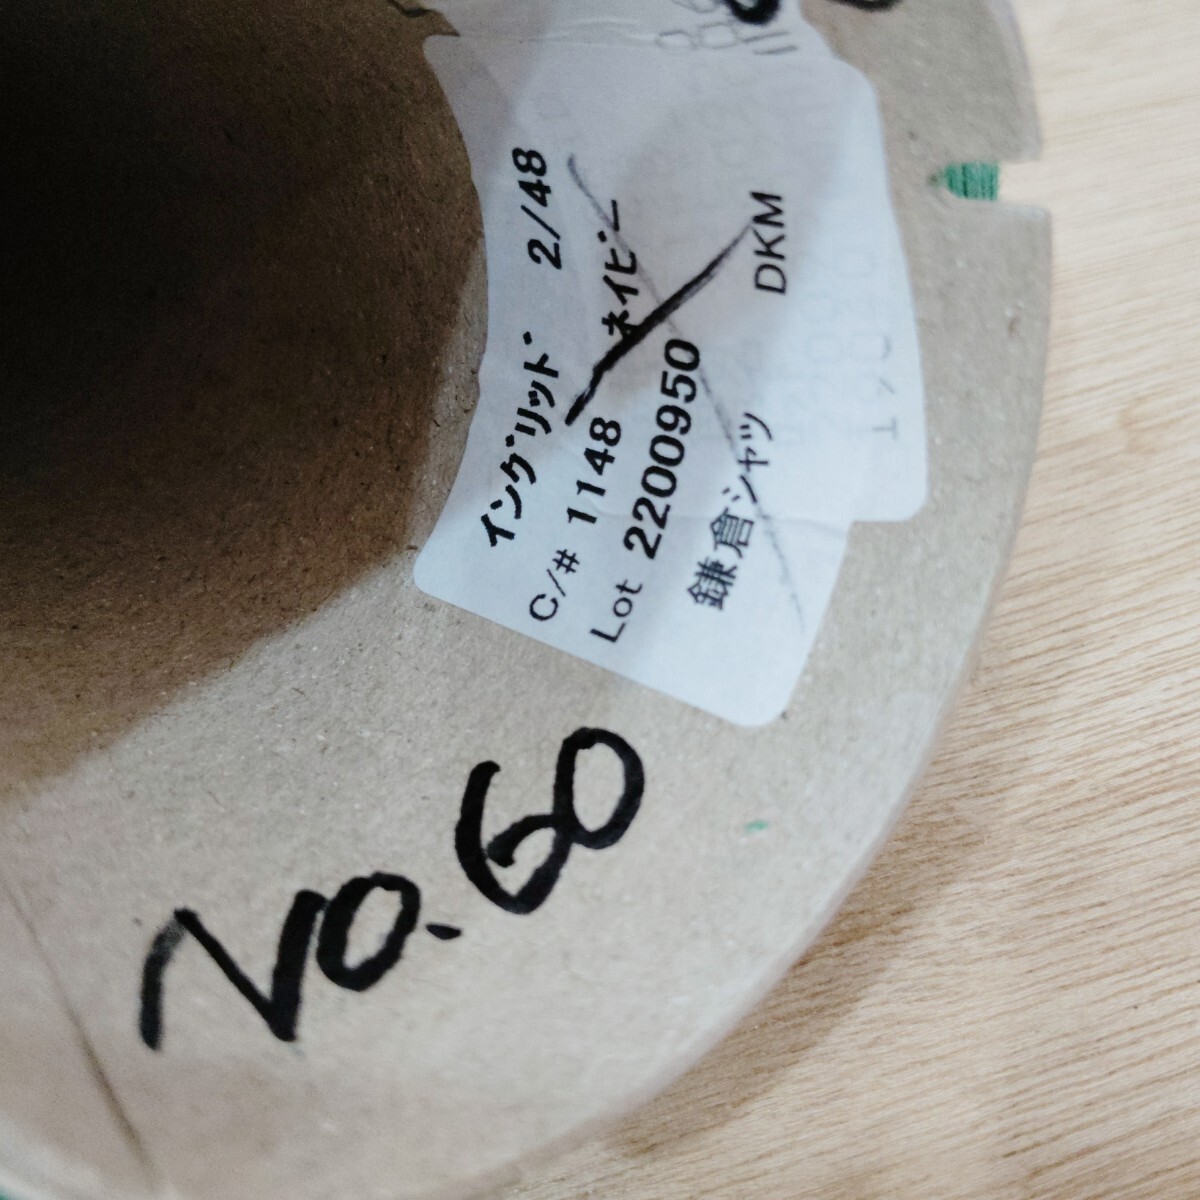 イングリッド 2/48
C/# 1148 ネイビー
Lot 2200950
鎌倉シャツ DKM
No.60